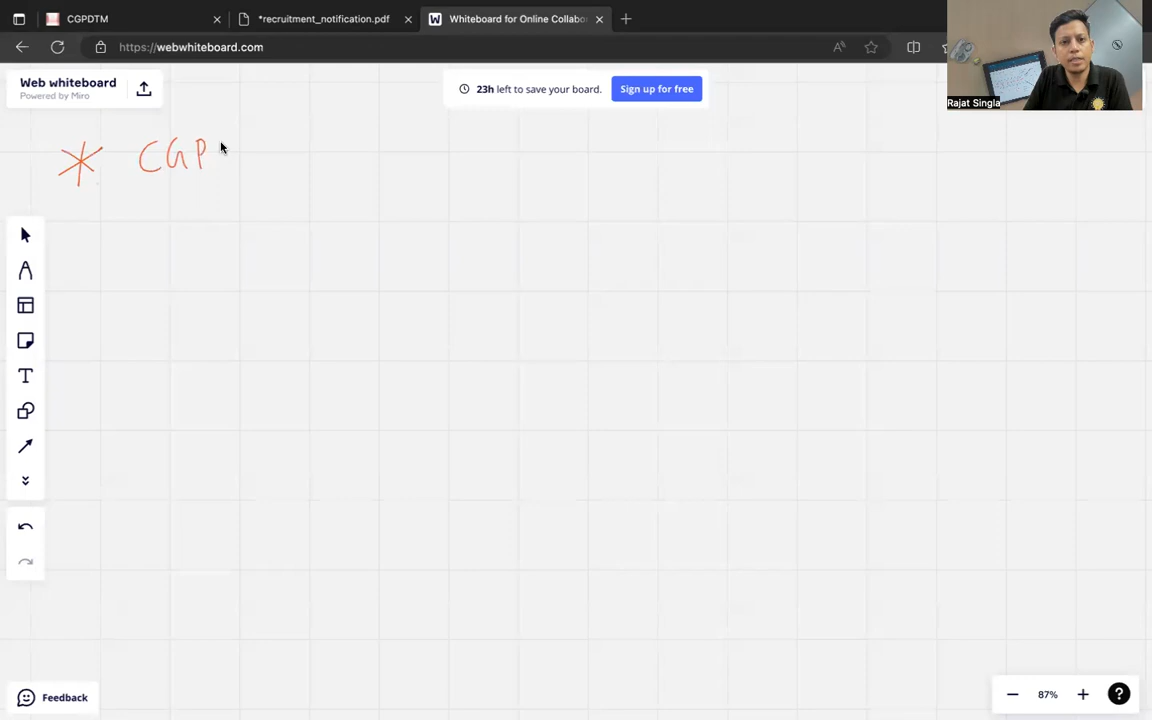 CGPDTM
*recruitment_notification.pdf
Whiteboard for Online Collabo
https://webwhiteboard.com
Web whiteboard
Powered by Miro
23h left to save your board.
Sign up for free
Rajat Singla
* CGP
Feedback
87%